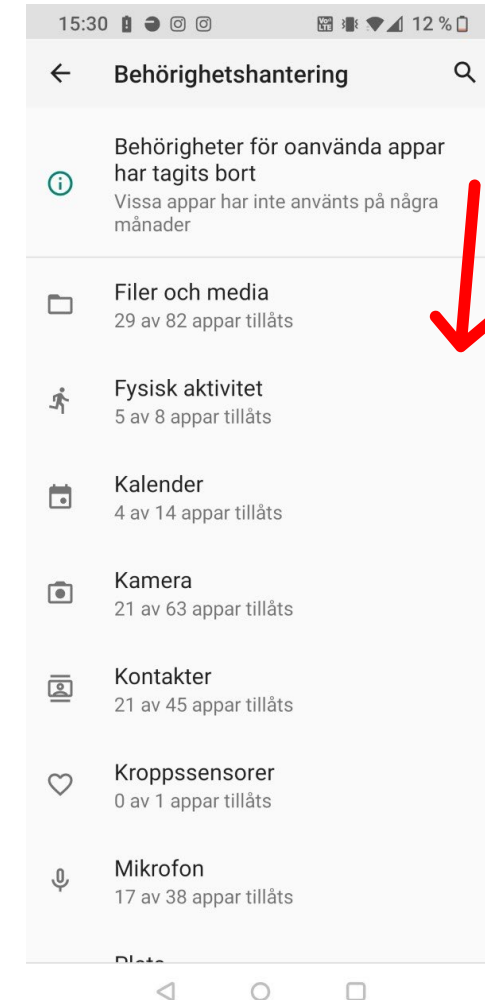 15:30 VoD LTE 12 %
Behörighetshantering
Behörigheter för oanvända appar
har tagits bort
Vissa appar har inte använts på några
månader
Filer och media
29 av 82 appar tillåts
Fysisk aktivitet
5 av 8 appar tillåts
Kalender
4 av 14 appar tillåts
Kamera
21 av 63 appar tillåts
Kontakter
21 av 45 appar tillåts
Kroppssensorer
0 av 1 appar tillåts
Mikrofon
17 av 38 appar tillåts